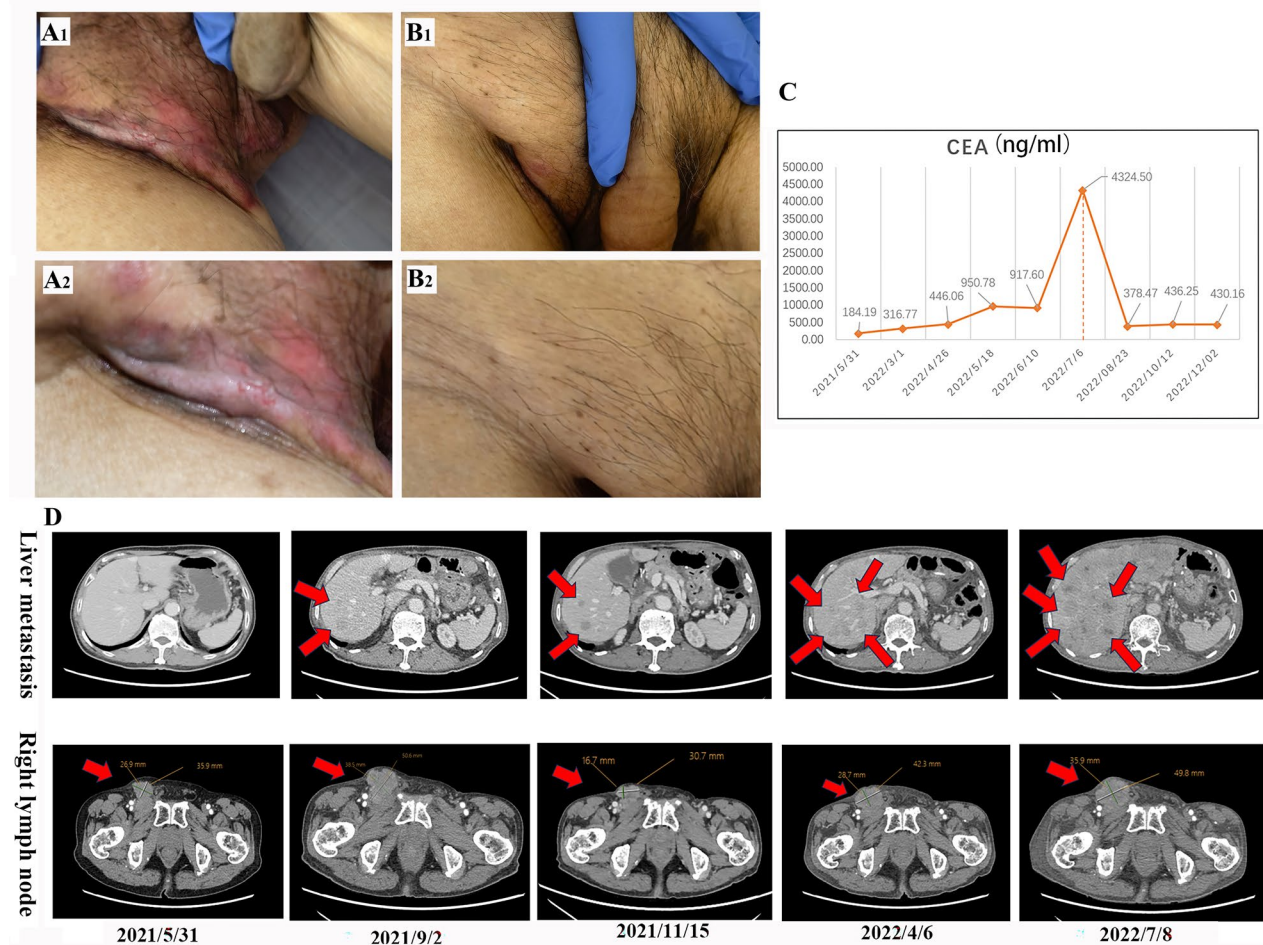 A1
B1
A2
B2
C
CEA (ng/ml)
5000.00
4500.00
4000.00
3500.00
3000.00
2500.00
2000.00
1500.00
1000.00
500.00
0.00
184.19
316.77
446.06
950.78
917.60
4324.50
378.47
436.25
430.16
2021/5/31
2022/3/1
2022/4/26
2022/5/18
2022/6/10
2022/7/6
2022/08/23
2022/10/12
2022/12/02
D
Liver metastasis
Right lymph node
26.9 mm
35.9 mm
38.5 mm
50.6 mm
16.7 mm
30.7 mm
28.7 mm
42.3 mm
35.9 mm
49.8 mm
2021/5/31
2021/9/2
2021/11/15
2022/4/6
2022/7/8